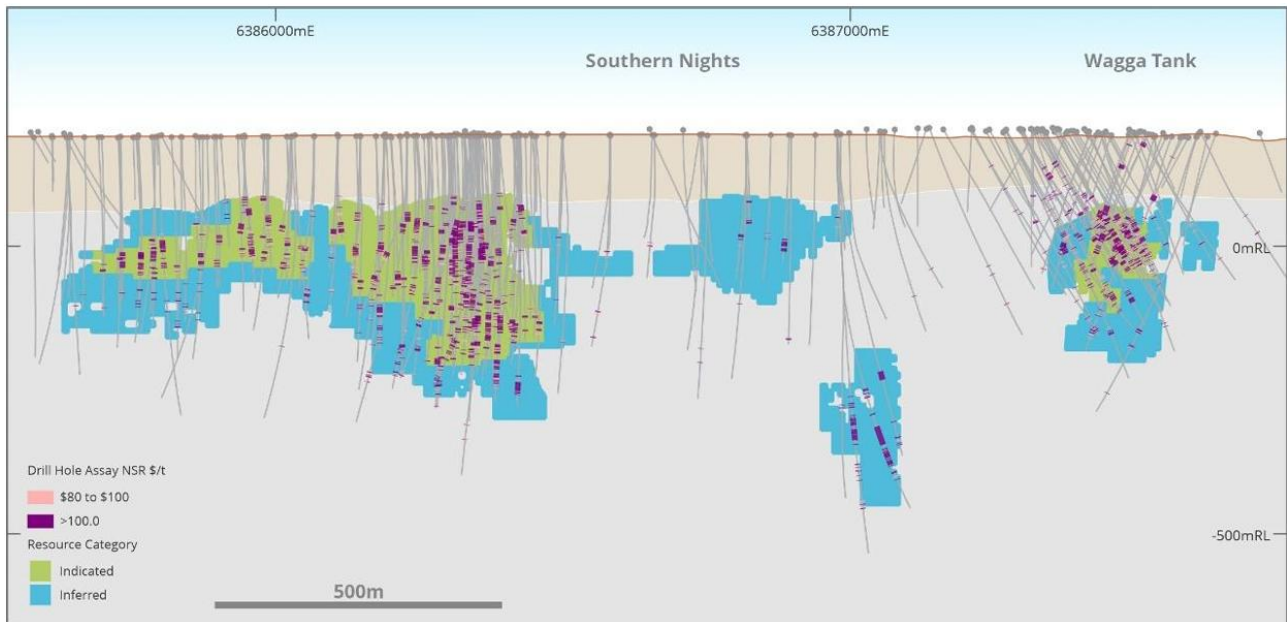 6386000mE
6387000mE
Southern Nights
Wagga Tank
0mRL
Drill Hole Assay NSR $/t
$80 to $100
>100.0
Resource Category
Indicated
Inferred
-500mRL
500m